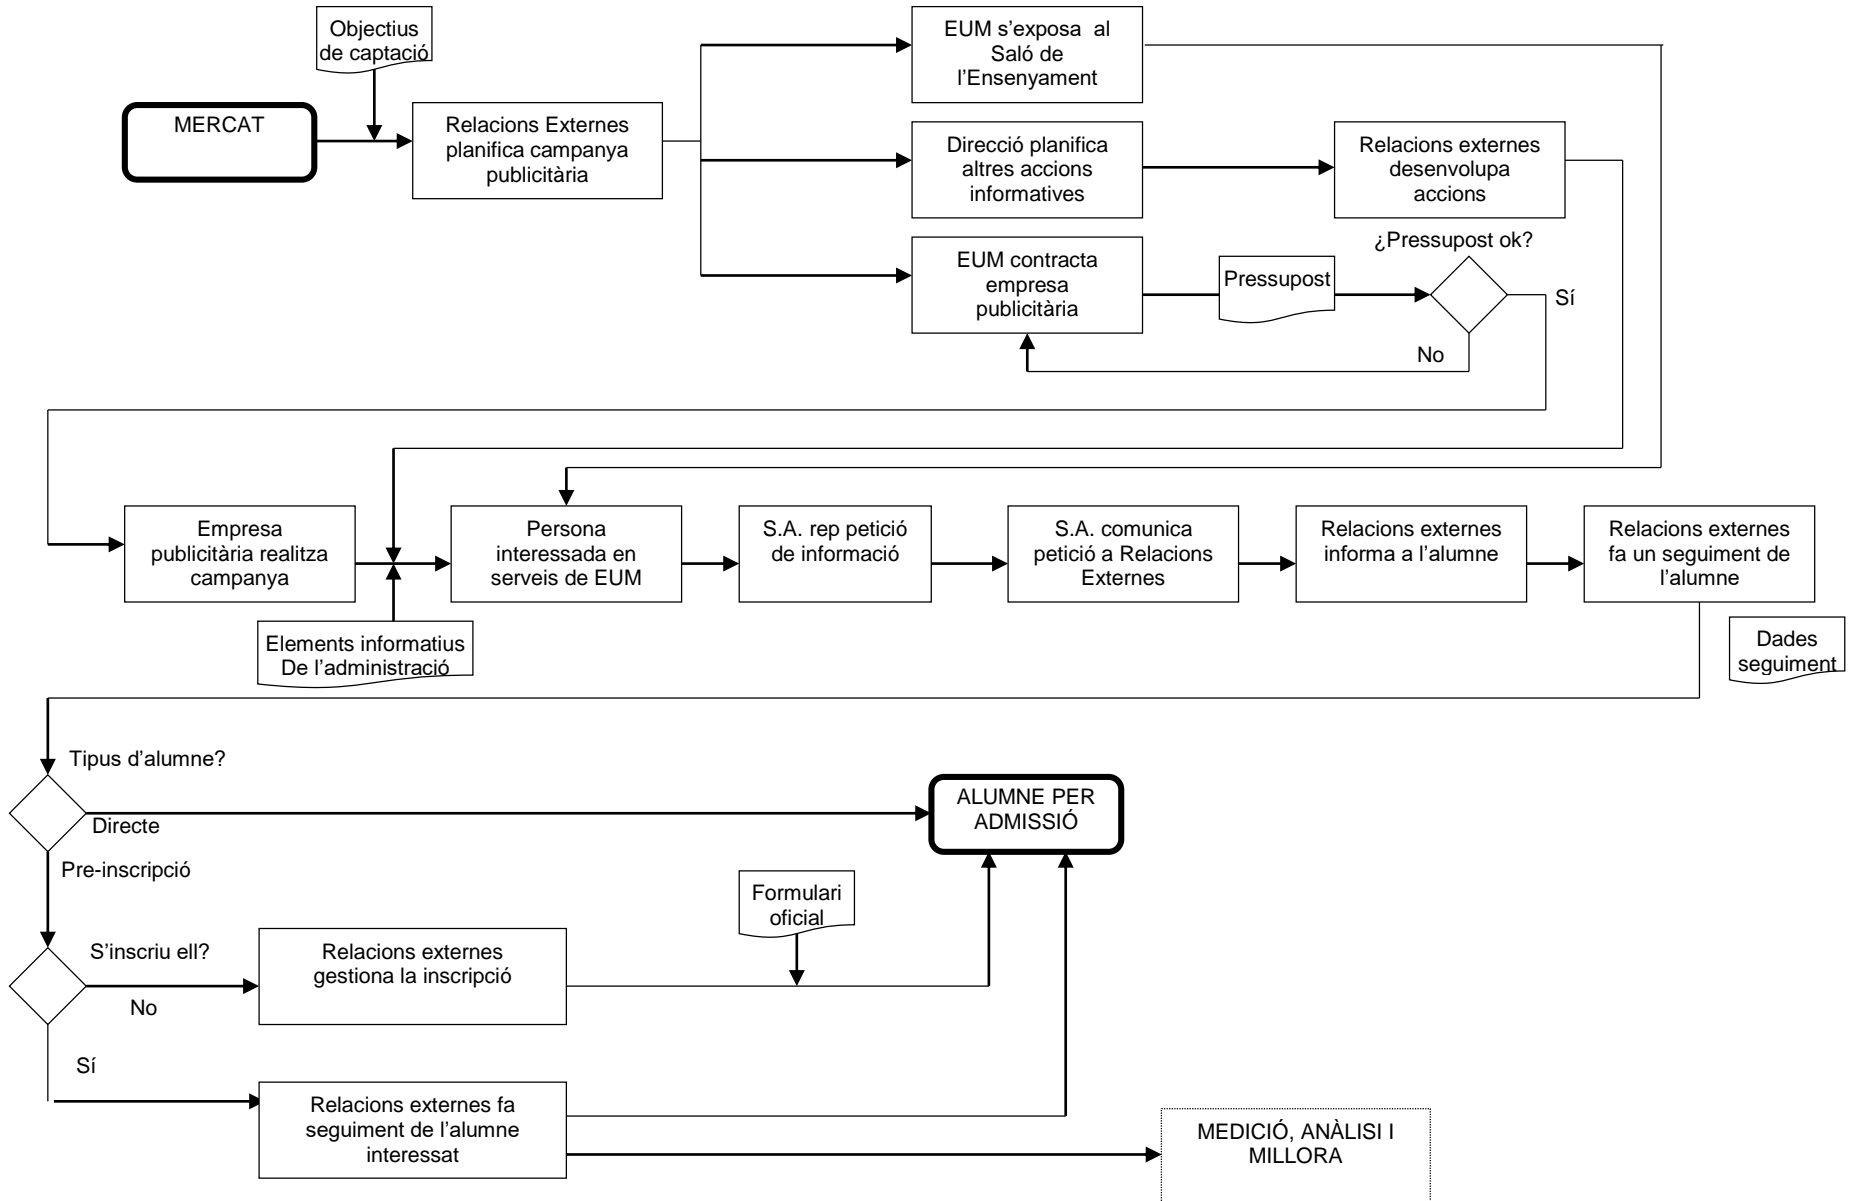 Objectius
de captació
MERCAT
Relacions Externes
planifica campanya
publicitària
EUM s’exposa al
Saló de
l’Ensenyament
Direcció planifica
altres accions
informatives
Relacions externes
desenvolupa
accions
¿Pressupost ok?
EUM contracta
empresa
publicitària
Pressupost
Sí
No
Empresa
publicitària realitza
campanya
Persona
interessada en
serveis de EUM
S.A. rep petició
de informació
S.A. comunica
petició a Relacions
Externes
Relacions externes
informa a l’alumne
Relacions externes
fa un seguiment de
l’alumne
Elements informatius
De l’administració
Dades
seguiment
Tipus d’alumne?
Directe
ALUMNE PER
ADMISSIÓ
Pre-inscripció
Formulari
oficial
S’inscriu ell?
No
Relacions externes
gestiona la inscripció
Sí
Relacions externes fa
seguiment de l’alumne
interessat
MEDICIÓ, ANÀLISI I
MILLORA